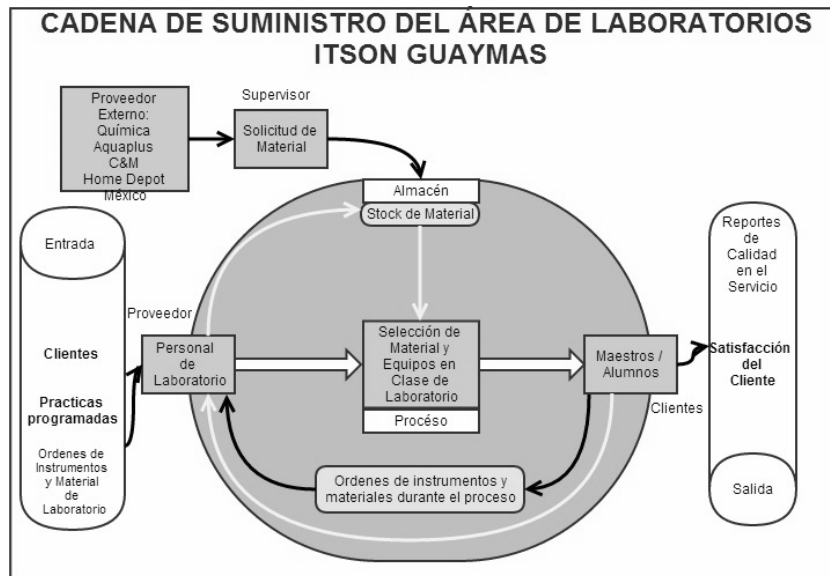 CADENA DE SUMINISTRO DEL ÁREA DE LABORATORIOS
ITSON GUAYMAS
Proveedor
Externo:
Química
Aquaplus
C&M
Home Depot
México
Supervisor
Solicitud de
Material
Almacén
Stock de Material
Entrada
Clientes
Practicas
programadas
Ordenes de
Instrumentos
y Material
de
Laboratorio
Proveedor
Personal
de
Laboratorio
Selección de
Material y
Equipos en
Clase de
Laboratorio
Procéso
Maestros /
Alumnos
Clientes
Ordenes de instrumentos y
materiales durante el proceso
Reportes
de
Calidad
en el
Servicio
Satisfacción
del
Cliente
Salida